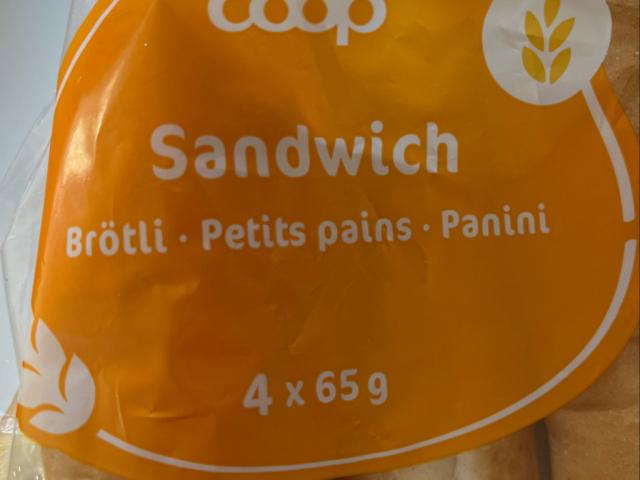 coop
Sandwich
Brötli · Petits pains · Panini
4 x 65 g